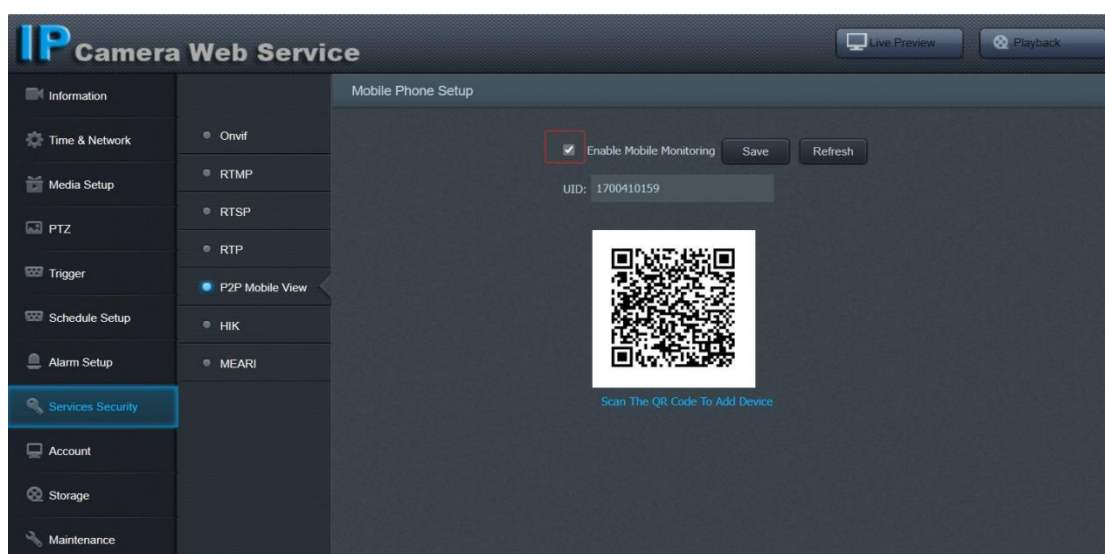 IP Camera Web Service
Live Preview
Playback
Information
Time & Network
Media Setup
PTZ
Trigger
Schedule Setup
Alarm Setup
Services Security
Account
Storage
Maintenance
Onvif
RTMP
RTSP
RTP
P2P Mobile View
HIK
MEARI
Mobile Phone Setup
Enable Mobile Monitoring Save Refresh
UID: 1700410159
Scan The QR Code To Add Device